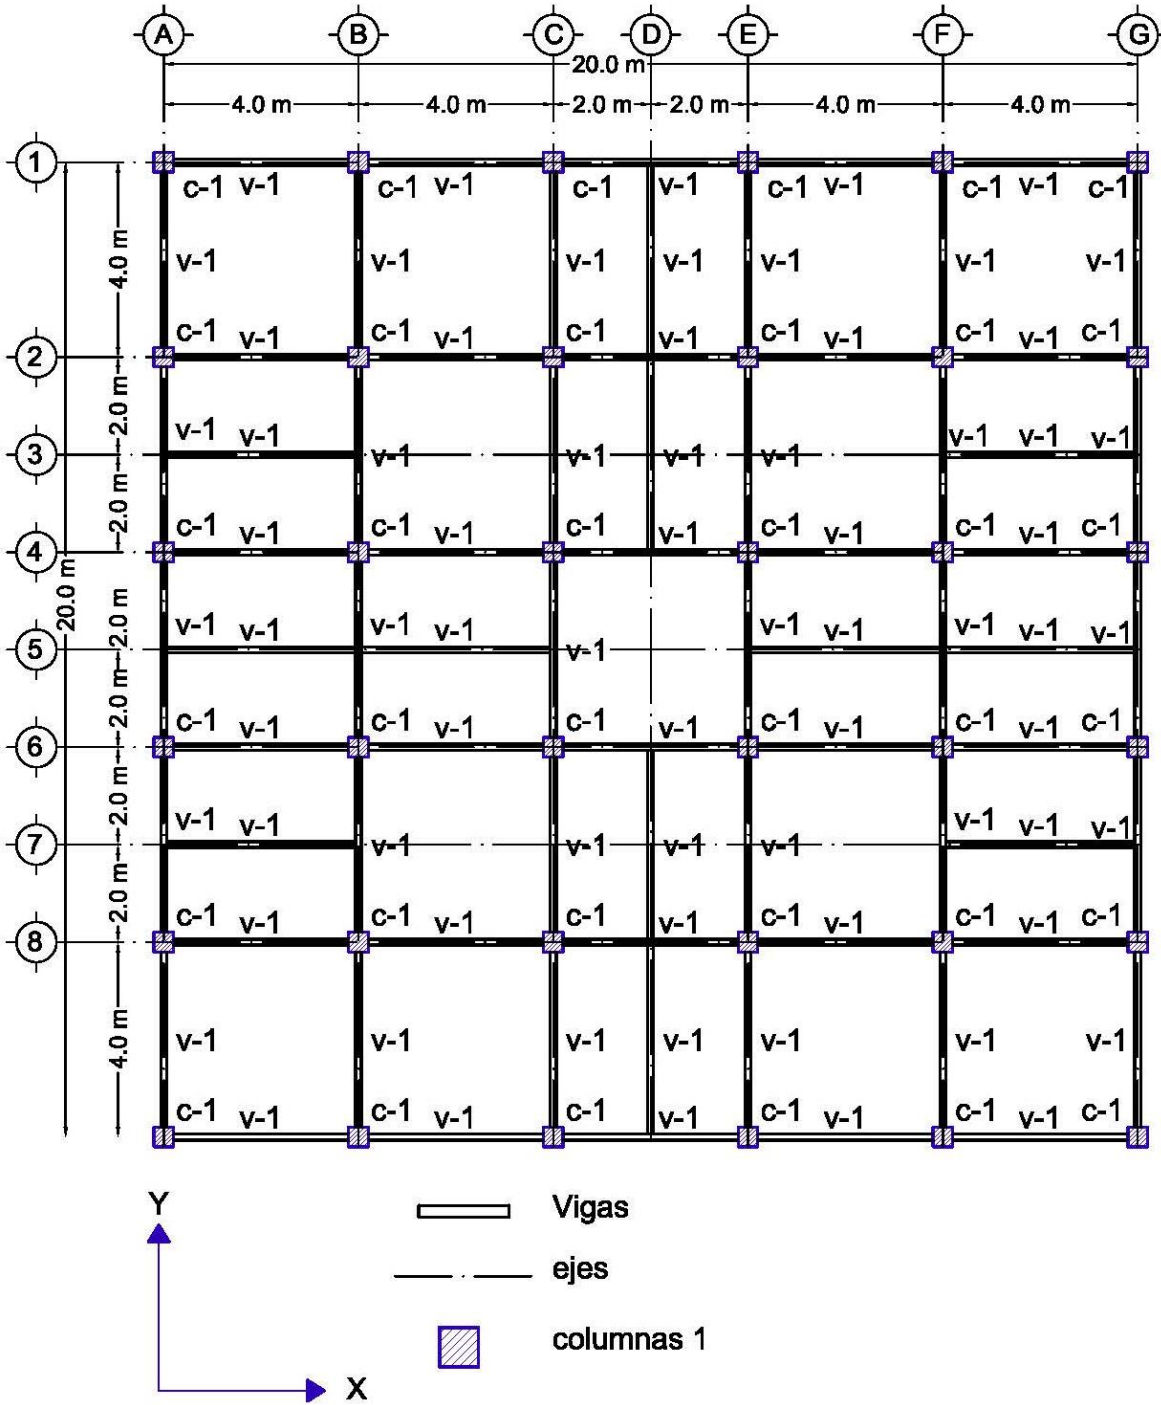 A B C D E F G
20.0 m
4.0 m 4.0 m 2.0 m 2.0 m 4.0 m 4.0 m
1
c-1 v-1 c-1 v-1 c-1 v-1 c-1 v-1 c-1 v-1 c-1
4.0 m
v-1 v-1 v-1 v-1 v-1 v-1 v-1
c-1 v-1 c-1 v-1 c-1 v-1 c-1 v-1 c-1 v-1 c-1
2
2.0 m
v-1 v-1 v-1 v-1 v-1
3
v-1 v-1 v-1 v-1
2.0 m
c-1 v-1 c-1 v-1 c-1 v-1 c-1 v-1 c-1 v-1 c-1
4
20.0 m
2.0 m
v-1 v-1 v-1 v-1 v-1 v-1 v-1 v-1 v-1
5
v-1
2.0 m
c-1 v-1 c-1 v-1 c-1 v-1 c-1 v-1 c-1 v-1 c-1
6
2.0 m
v-1 v-1 v-1 v-1 v-1
7
v-1 v-1 v-1 v-1
2.0 m
c-1 v-1 c-1 v-1 c-1 v-1 c-1 v-1 c-1 v-1 c-1
8
4.0 m
v-1 v-1 v-1 v-1 v-1 v-1 v-1
c-1 v-1 c-1 v-1 c-1 v-1 c-1 v-1 c-1 v-1 c-1
Y
Vigas
ejes
columnas 1
X